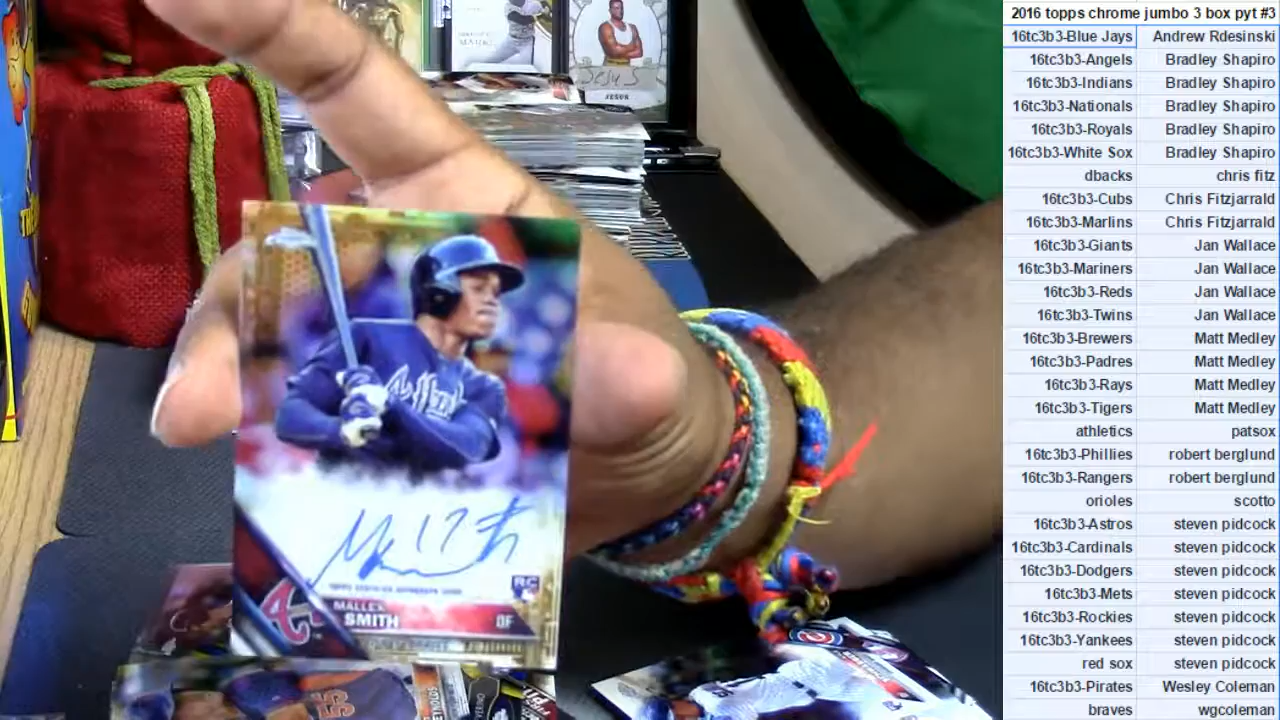 2016 topps chrome jumbo 3 box pyt #3
16tc3b3-Blue Jays Andrew Rdesinski
16tc3b3-Angels Bradley Shapiro
16tc3b3-Indians Bradley Shapiro
16tc3b3-Nationals Bradley Shapiro
16tc3b3-Royals Bradley Shapiro
16tc3b3-White Sox Bradley Shapiro
dbacks chris fitz
16tc3b3-Cubs Chris Fitzjarrald
16tc3b3-Marlins Chris Fitzjarrald
16tc3b3-Giants Jan Wallace
16tc3b3-Mariners Jan Wallace
16tc3b3-Reds Jan Wallace
16tc3b3-Twins Jan Wallace
16tc3b3-Brewers Matt Medley
16tc3b3-Padres Matt Medley
16tc3b3-Rays Matt Medley
16tc3b3-Tigers Matt Medley
athletics patsox
16tc3b3-Phillies robert berglund
16tc3b3-Rangers robert berglund
orioles scotto
16tc3b3-Astros steven pidcock
16tc3b3-Cardinals steven pidcock
16tc3b3-Dodgers steven pidcock
16tc3b3-Mets steven pidcock
16tc3b3-Rockies steven pidcock
16tc3b3-Yankees steven pidcock
red sox steven pidcock
16tc3b3-Pirates Wesley Coleman
braves wgcoleman
JESUS
17
TOPPS CERTIFIED AUTOGRAPH ISSUE
RC
MALLEX
SMITH OF